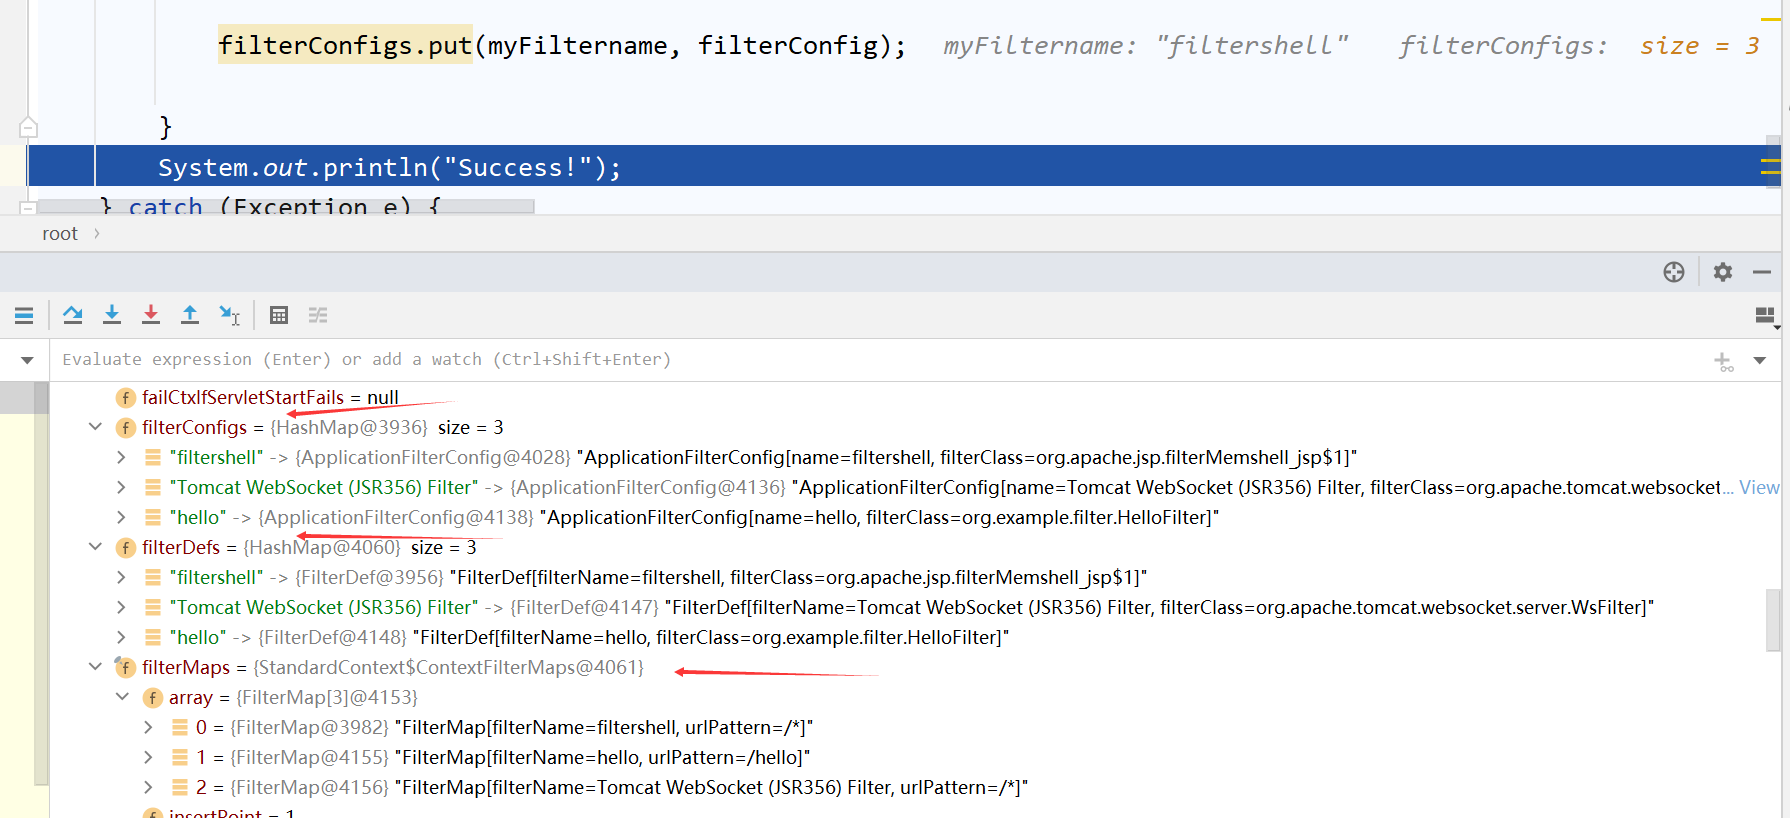 filterConfigs.put(myFiltername, filterConfig);   myFiltername: "filtershell"   filterConfigs:  size = 3
}
System.out.println("Success!");
} catch (Exception e) {
root
Evaluate expression (Enter) or add a watch (Ctrl+Shift+Enter)
failCtxIfServletStartFails = null
filterConfigs = {HashMap@3936} size = 3
"filtershell" -> {ApplicationFilterConfig@4028} "ApplicationFilterConfig[name=filtershell, filterClass=org.apache.jsp.filterMemshell_jsp$1]"
"Tomcat WebSocket (JSR356) Filter" -> {ApplicationFilterConfig@4136} "ApplicationFilterConfig[name=Tomcat WebSocket (JSR356) Filter, filterClass=org.apache.tomcat.websocket... View
"hello" -> {ApplicationFilterConfig@4138} "ApplicationFilterConfig[name=hello, filterClass=org.example.filter.HelloFilter]"
filterDefs = {HashMap@4060} size = 3
"filtershell" -> {FilterDef@3956} "FilterDef[filterName=filtershell, filterClass=org.apache.jsp.filterMemshell_jsp$1]"
"Tomcat WebSocket (JSR356) Filter" -> {FilterDef@4147} "FilterDef[filterName=Tomcat WebSocket (JSR356) Filter, filterClass=org.apache.tomcat.websocket.server.WsFilter]"
"hello" -> {FilterDef@4148} "FilterDef[filterName=hello, filterClass=org.example.filter.HelloFilter]"
filterMaps = {StandardContext$ContextFilterMaps@4061}
array = {FilterMap[3]@4153}
0 = {FilterMap@3982} "FilterMap[filterName=filtershell, urlPattern=/*]"
1 = {FilterMap@4155} "FilterMap[filterName=hello, urlPattern=/hello]"
2 = {FilterMap@4156} "FilterMap[filterName=Tomcat WebSocket (JSR356) Filter, urlPattern=/*]"
insertPoint = 1